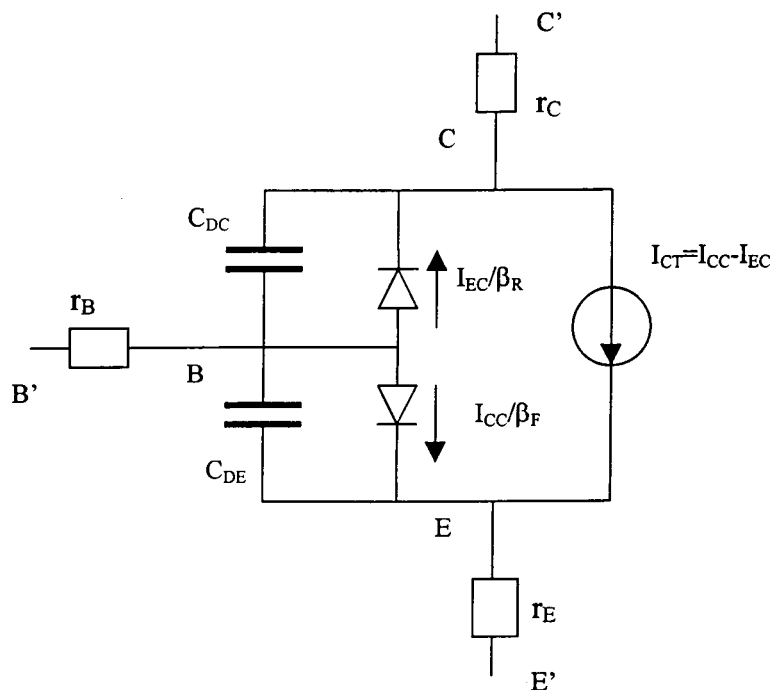 C'
r_C
C
C_DC
I_CT=I_CC-I_EC
I_EC/β_R
r_B
B
B'
I_CC/β_F
C_DE
E
r_E
E'